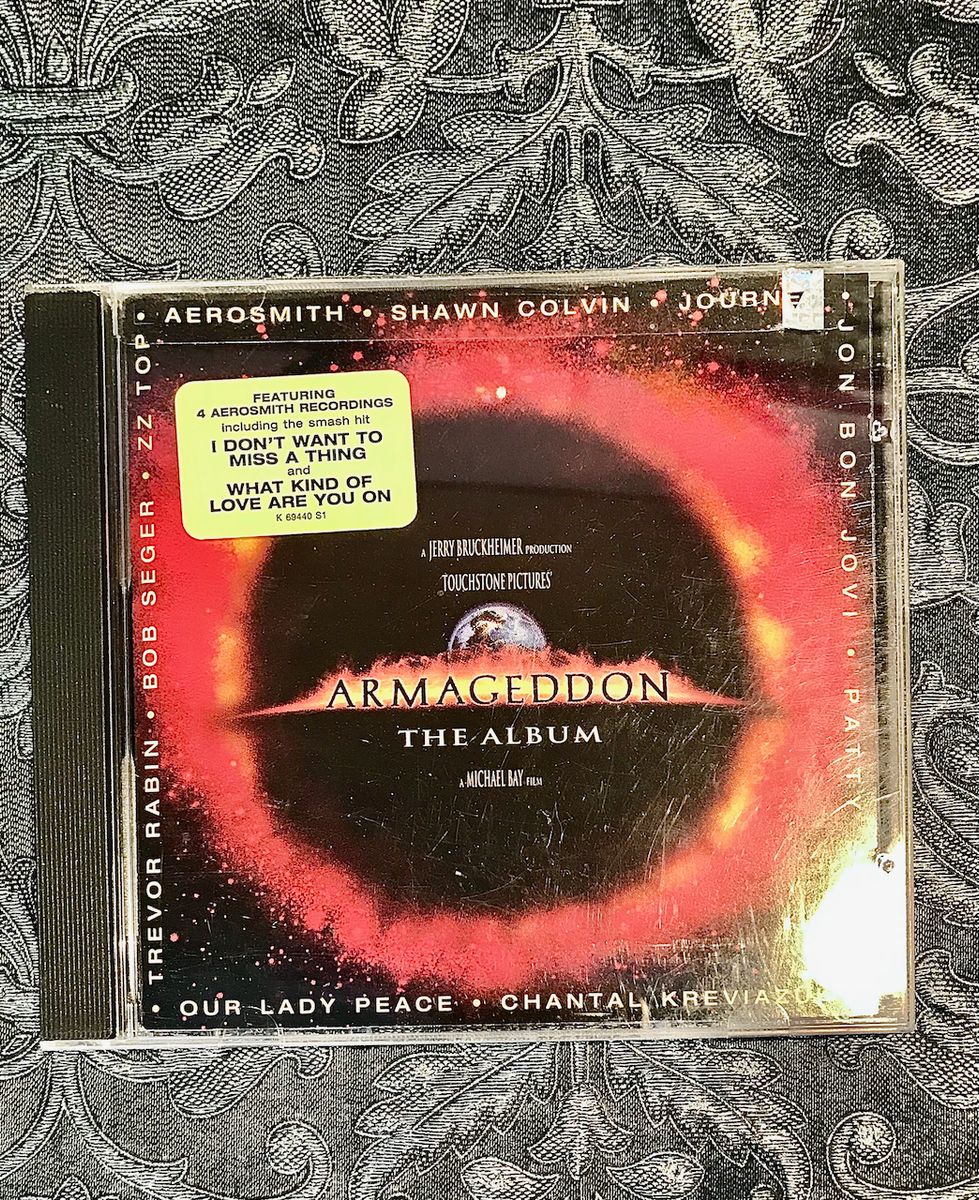 • AEROSMITH • SHAWN COLVIN • JOURNE
• JON BON JOVI • PATTY
• OUR LADY PEACE • CHANTAL KREVIAZU
TREVOR RABIN • BOB SEGER • ZZ TOP
FEATURING
4 AEROSMITH RECORDINGS
including the smash hit
I DON'T WANT TO
MISS A THING
and
WHAT KIND OF
LOVE ARE YOU ON
K 69440 S1
A JERRY BRUCKHEIMER PRODUCTION
TOUCHSTONE PICTURES
ARMAGEDDON
THE ALBUM
A MICHAEL BAY FILM